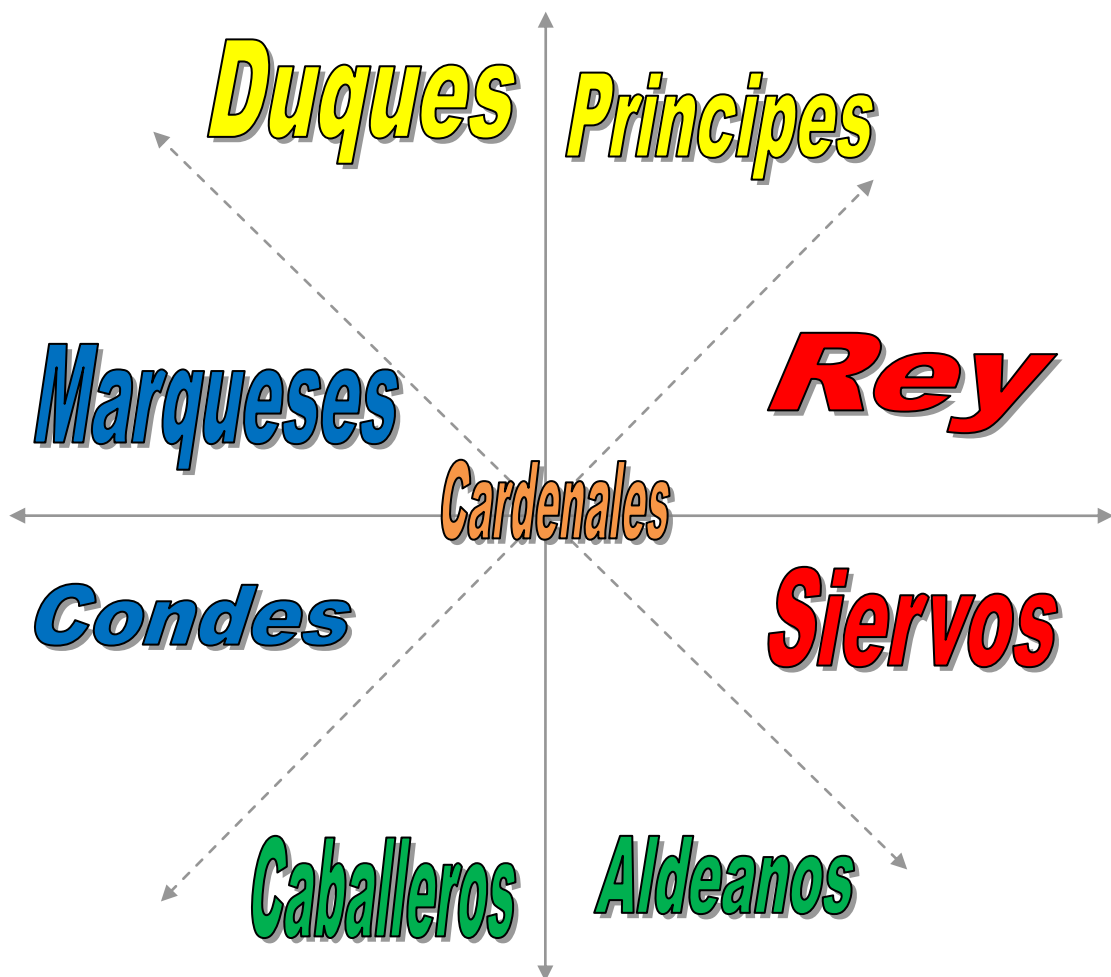 Duques
Principes
Marqueses
Rey
Cardenales
Condes
Siervos
Caballeros
Aldeanos